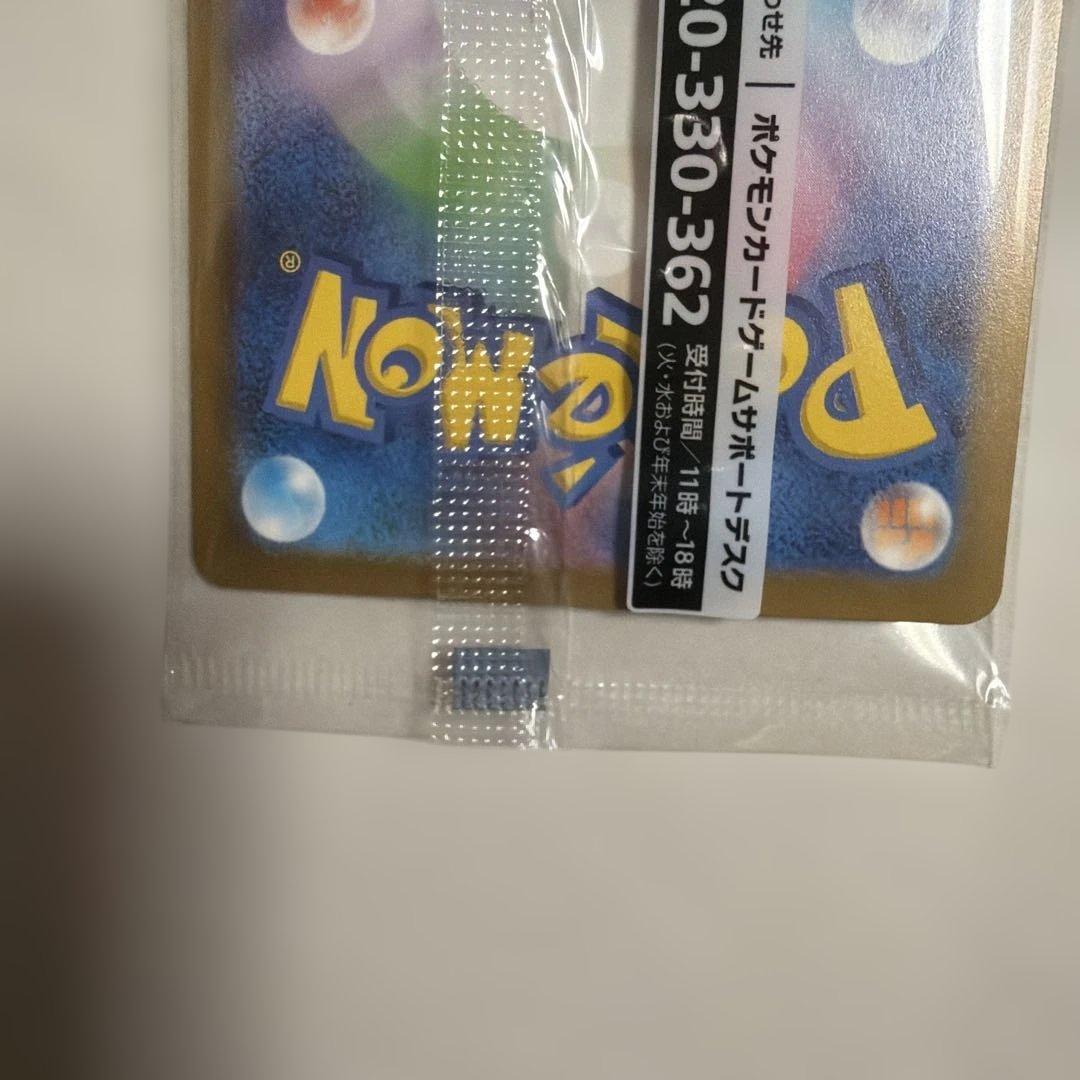 わせ先 | ポケモンカードゲームサポートデスク
20-330-362 受付時間/11時~18時
(火・水および年末年始を除く)
POKéMON®